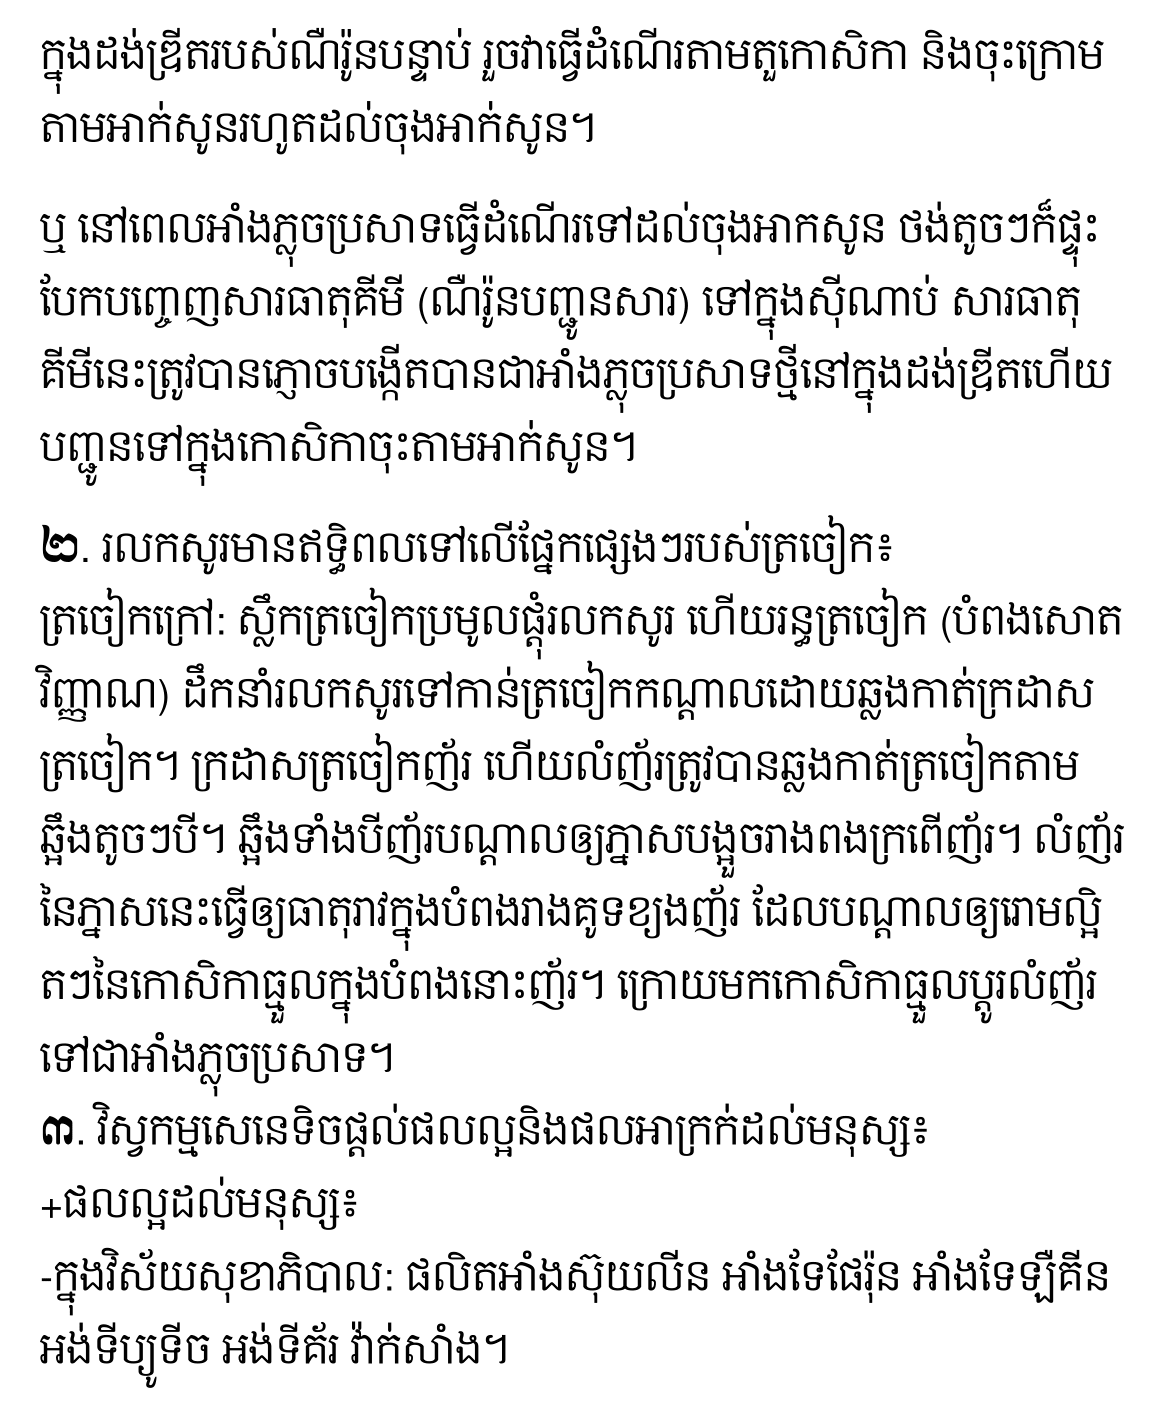 ក្នុងដង់ឌ្រីតរបស់ណឺរ៉ូនបន្ទាប់ រួចវាធ្វើដំណើរតាមតួកោសិកា និងចុះក្រោម
តាមអាក់សូនរហូតដល់ចុងអាក់សូន។
ឬ នៅពេលអាំងភ្លុចប្រសាទធ្វើដំណើរទៅដល់ចុងអាកសូន ថង់តូចៗក៏ផ្ទុះ
បែកបញ្ចេញសារធាតុគីមី (ណឺរ៉ូនបញ្ជូនសារ) ទៅក្នុងស៊ីណាប់ សារធាតុ
គីមីនេះត្រូវបានភ្ញោចបង្កើតបានជាអាំងភ្លុចប្រសាទថ្មីនៅក្នុងដង់ឌ្រីតហើយ
បញ្ជូនទៅក្នុងកោសិកាចុះតាមអាក់សូន។
២. រលកសូរមានឥទ្ធិពលទៅលើផ្នែកផ្សេងៗរបស់ត្រចៀក៖
ត្រចៀកក្រៅ: ស្លឹកត្រចៀកប្រមូលផ្តុំរលកសូរ ហើយរន្ធត្រចៀក (បំពងសោត
វិញ្ញាណ) ដឹកនាំរលកសូរទៅកាន់ត្រចៀកកណ្តាលដោយឆ្លងកាត់ក្រដាស
ត្រចៀក។ ក្រដាសត្រចៀកញ័រ ហើយលំញ័រត្រូវបានឆ្លងកាត់ត្រចៀកតាម
ឆ្អឹងតូចៗបី។ ឆ្អឹងទាំងបីញ័របណ្តាលឲ្យភ្នាសបង្អួចរាងពងក្រពើញ័រ។ លំញ័រ
នៃភ្នាសនេះធ្វើឲ្យធាតុរាវក្នុងបំពងរាងគូទខ្យងញ័រ ដែលបណ្តាលឲ្យរោមល្អិ
តៗនៃកោសិកាធ្មួលក្នុងបំពងនោះញ័រ។ ក្រោយមកកោសិកាធ្មួលប្តូរលំញ័រ
ទៅជាអាំងភ្លុចប្រសាទ។
៣. វិស្វកម្មសេនេទិចផ្តល់ផលល្អនិងផលអាក្រក់ដល់មនុស្ស៖
+ផលល្អដល់មនុស្ស៖
-ក្នុងវិស័យសុខាភិបាល: ផលិតអាំងស៊ុយលីន អាំងទែផែរ៉ុន អាំងទែឡឺគីន
អង់ទីប្យូទីច អង់ទីគ័រ វ៉ាក់សាំង។